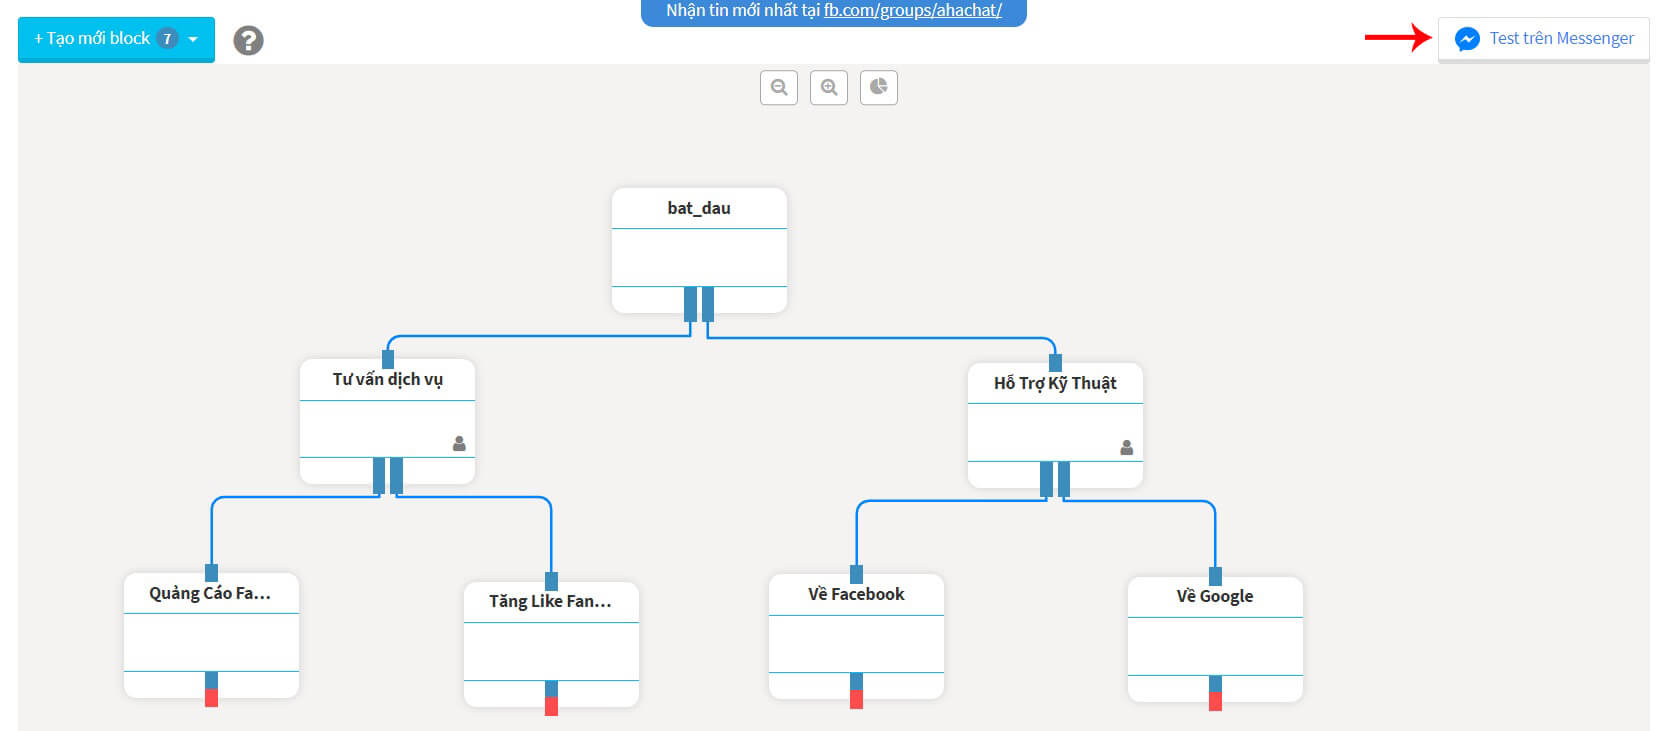 Nhận tin mới nhất tại fb.com/groups/ahachat/
+ Tạo mới block 7
?
Test trên Messenger
bat_dau
Tư vấn dịch vụ
Hỗ Trợ Kỹ Thuật
Quảng Cáo Fa...
Tăng Like Fan...
Về Facebook
Về Google